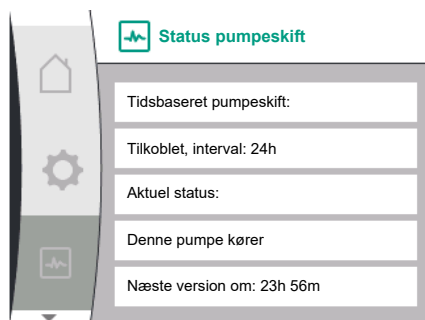 Status pumpeskift
Tidsbaseret pumpeskift:
Tilkoblet, interval: 24h
Aktuel status:
Denne pumpe kører
Næste version om: 23h 56m